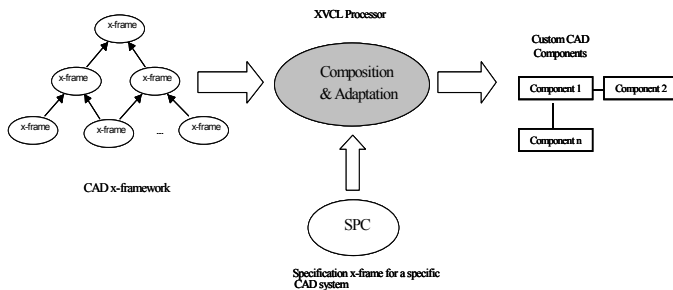 x-frame
XVCL Processor
Custom CAD
Components
x-frame
x-frame
Composition
& Adaptation
Component 1
Component 2
x-frame
x-frame
...
x-frame
Component n
CAD x-framework
SPC
Specification x-frame for a specific
CAD system